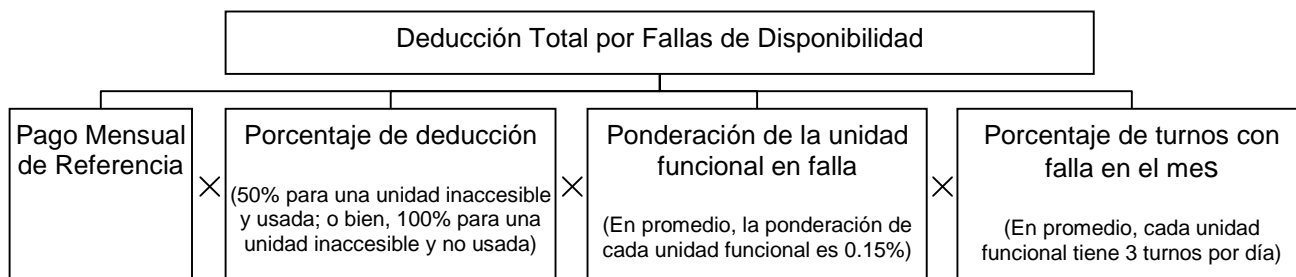 Deducción Total por Fallas de Disponibilidad
Pago Mensual
de Referencia
×
Porcentaje de deducción
(50% para una unidad inaccesible
y usada; o bien, 100% para una
unidad inaccesible y no usada)
×
Ponderación de la unidad
funcional en falla
(En promedio, la ponderación de
cada unidad funcional es 0.15%)
×
Porcentaje de turnos con
falla en el mes
(En promedio, cada unidad
funcional tiene 3 turnos por día)